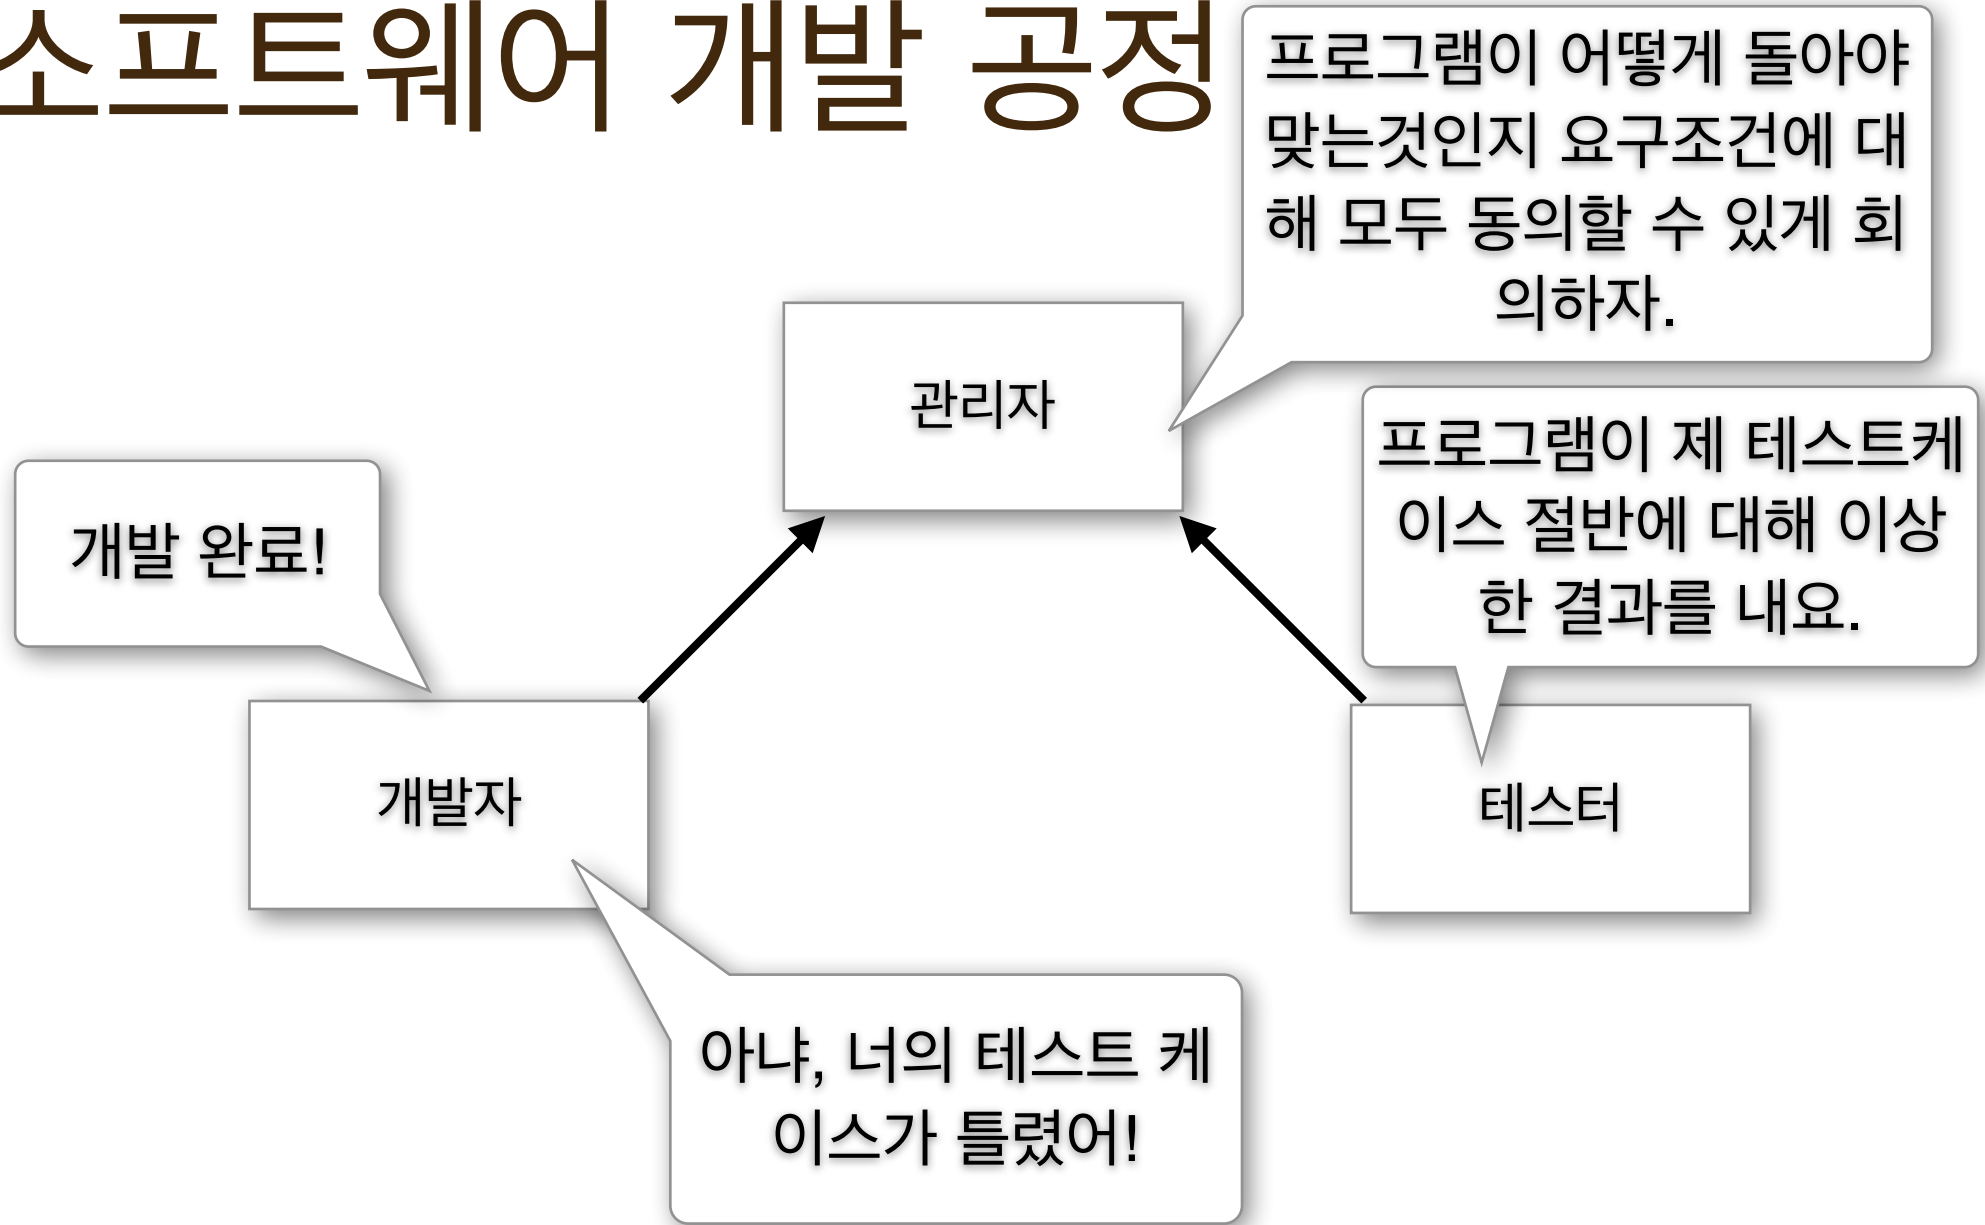 소프트웨어 개발 공정
프로그램이 어떻게 돌아야
맞는것인지 요구조건에 대
해 모두 동의할 수 있게 회
의하자.
관리자
프로그램이 제 테스트케
이스 절반에 대해 이상
한 결과를 내요.
개발 완료!
개발자
테스터
아냐, 너의 테스트 케
이스가 틀렸어!